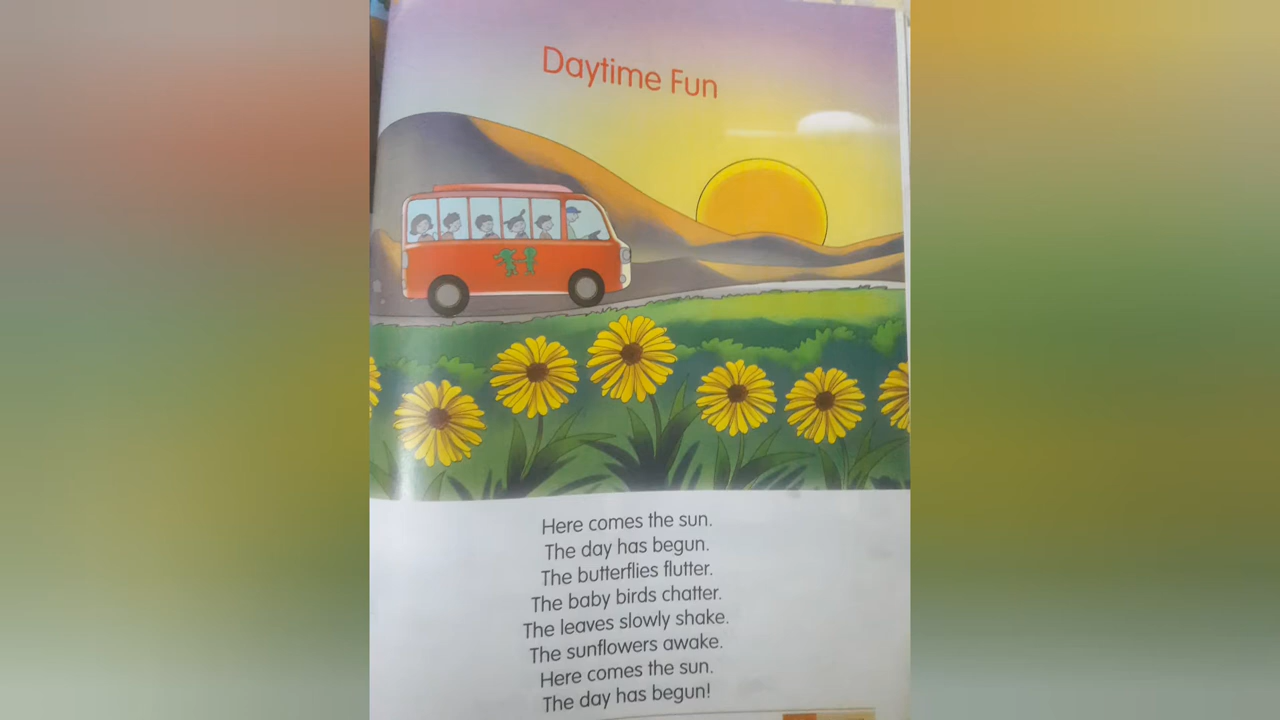 Daytime Fun
Here comes the sun.
The day has begun.
The butterflies flutter.
The baby birds chatter.
The leaves slowly shake.
The sunflowers awake.
Here comes the sun.
The day has begun!